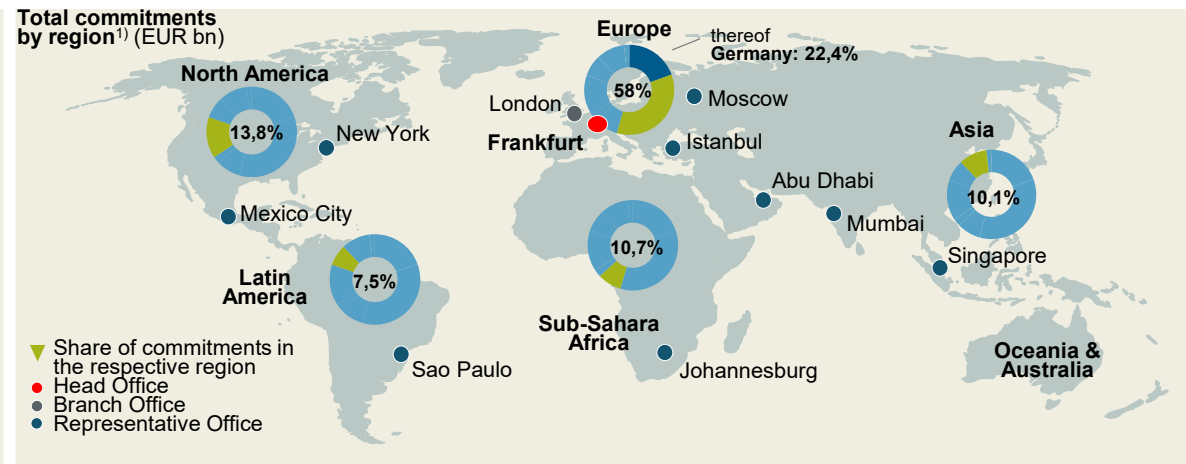 Total commitments
by region1) (EUR bn)
Europe
thereof
Germany: 22,4%
North America
58%
London
Moscow
13,8%
New York
Frankfurt
Istanbul
Asia
Abu Dhabi
10,1%
Mexico City
Mumbai
10,7%
Singapore
Latin
America
7,5%
Sub-Sahara
Africa
Share of commitments in
the respective region
Head Office
Branch Office
Representative Office
Sao Paulo
Johannesburg
Oceania &
Australia